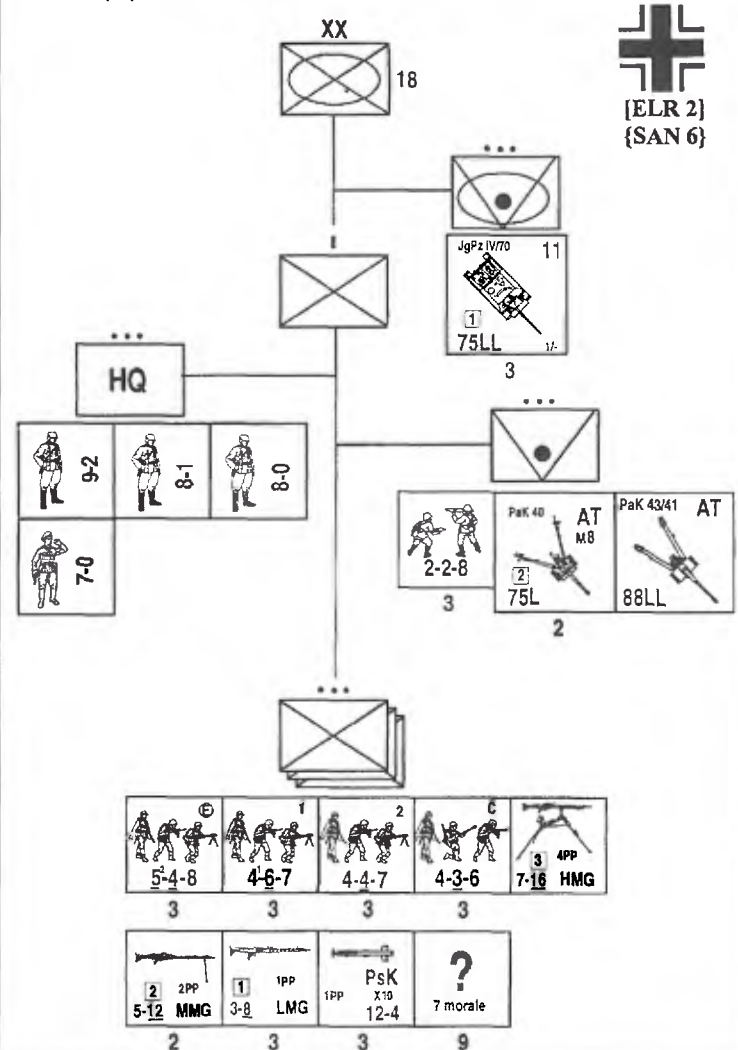 XX
18
[ELR 2]
{SAN 6}
•••
JgPz IV/70 11
1
75LL 1/-
3
I
•••
HQ
9-2 8-1 8-0
7-0
•••
2-2-8
3
PaK 40 AT
M8
2
75L
2
PaK 43/41 AT
88LL
•••
E 1 2 C
5²-4-8 4¹-6-7 4-4-7 4-3-6
3 4PP
7-16 HMG
3 3 3 3
2 2PP
5-12 MMG
1 1PP
3-8 LMG
PsK
1PP X10
12-4
?
7 morale
2 3 3 9